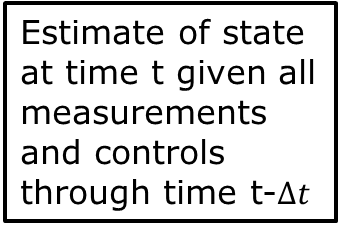 Estimate of state
at time t given all
measurements
and controls
through time t-Δt